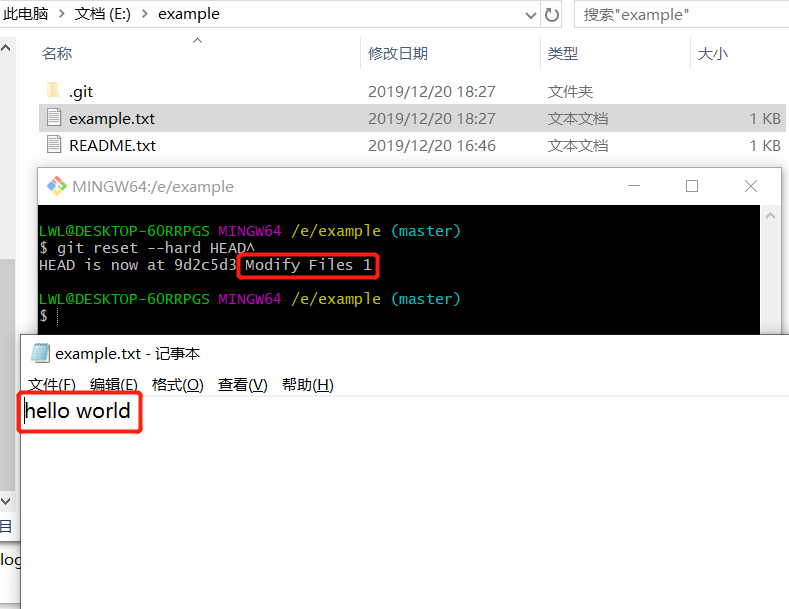 此电脑 > 文档 (E:) > example 搜索"example"
名称 修改日期 类型 大小
.git 2019/12/20 18:27 文件夹
example.txt 2019/12/20 18:27 文本文档 1 KB
README.txt 2019/12/20 16:46 文本文档 1 KB
MINGW64:/e/example
LWL@DESKTOP-6ORRPGS MINGW64 /e/example (master)
$ git reset --hard HEAD^
HEAD is now at 9d2c5d3 Modify Files 1
LWL@DESKTOP-6ORRPGS MINGW64 /e/example (master)
$
example.txt - 记事本
文件(F) 编辑(E) 格式(O) 查看(V) 帮助(H)
hello world
目
log